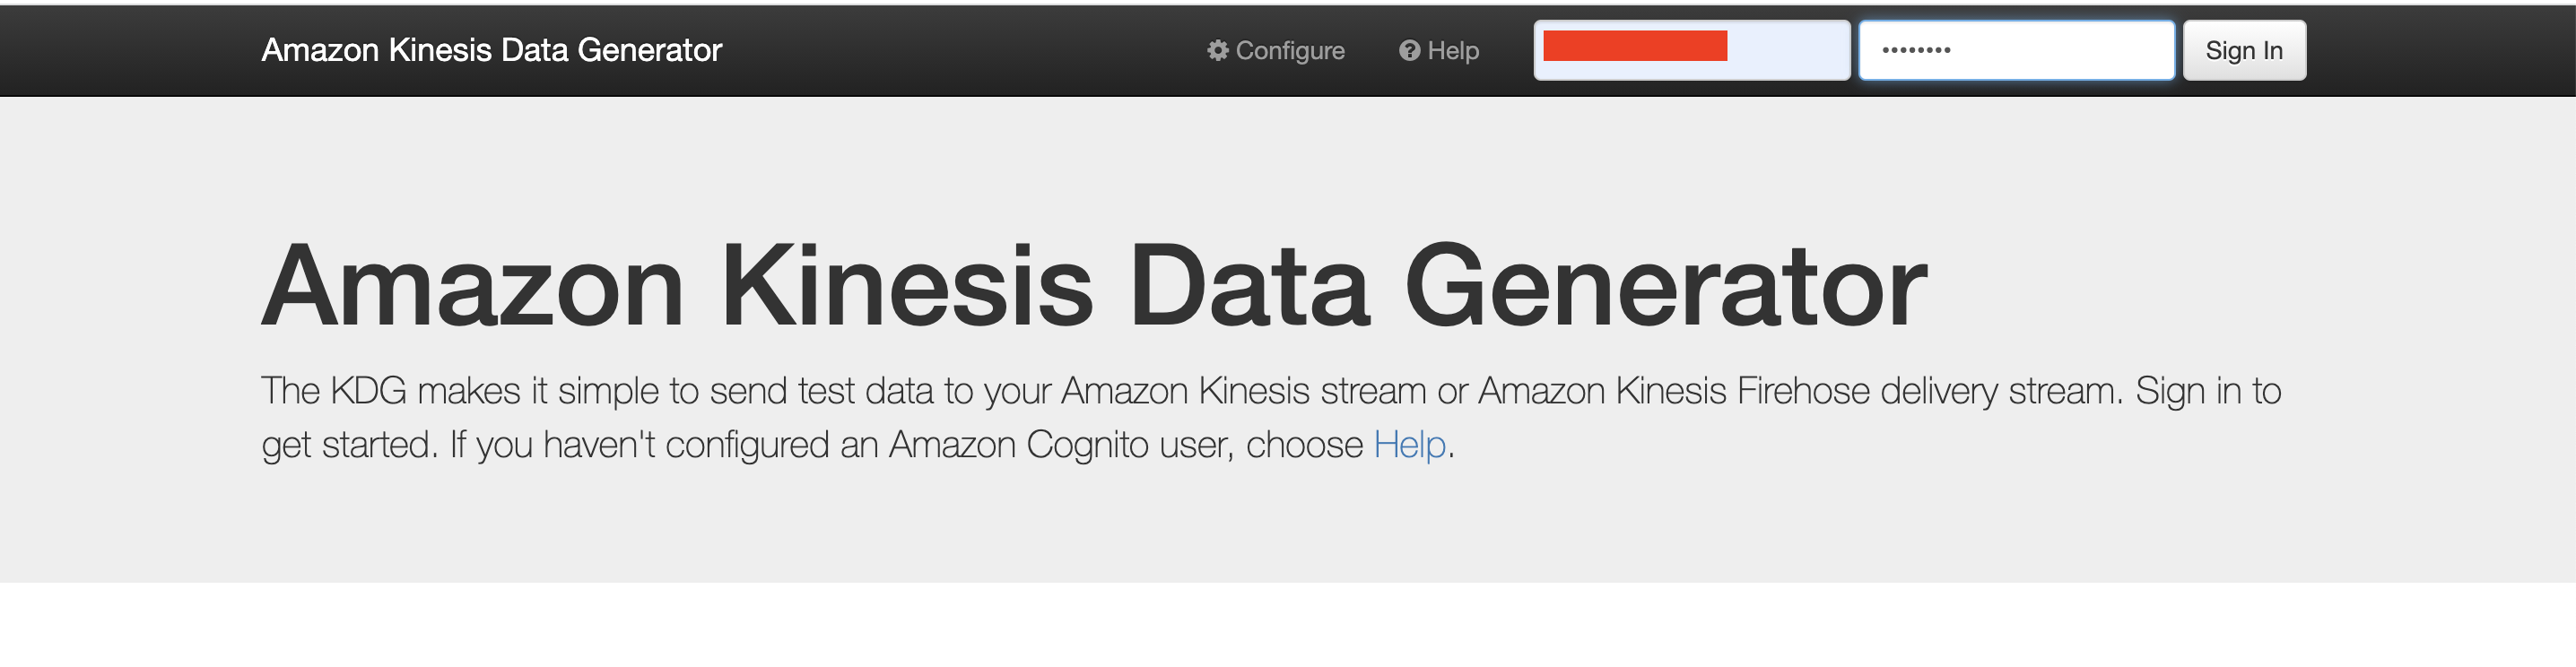 Amazon Kinesis Data Generator
Configure
Help
••••••••
Sign In
Amazon Kinesis Data Generator
The KDG makes it simple to send test data to your Amazon Kinesis stream or Amazon Kinesis Firehose delivery stream. Sign in to
get started. If you haven't configured an Amazon Cognito user, choose Help.